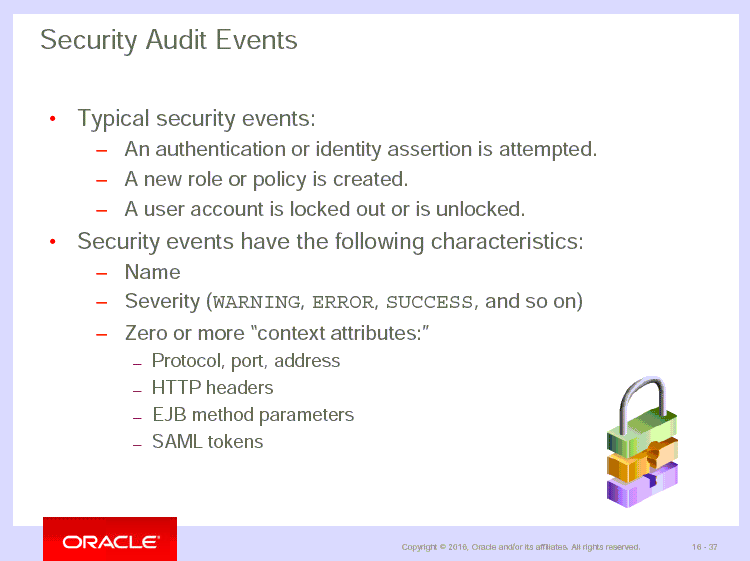 Security Audit Events
• Typical security events:
– An authentication or identity assertion is attempted.
– A new role or policy is created.
– A user account is locked out or is unlocked.
• Security events have the following characteristics:
– Name
– Severity (WARNING, ERROR, SUCCESS, and so on)
– Zero or more “context attributes:”
– Protocol, port, address
– HTTP headers
– EJB method parameters
– SAML tokens
ORACLE®
Copyright © 2016, Oracle and/or its affiliates. All rights reserved.
16 - 37